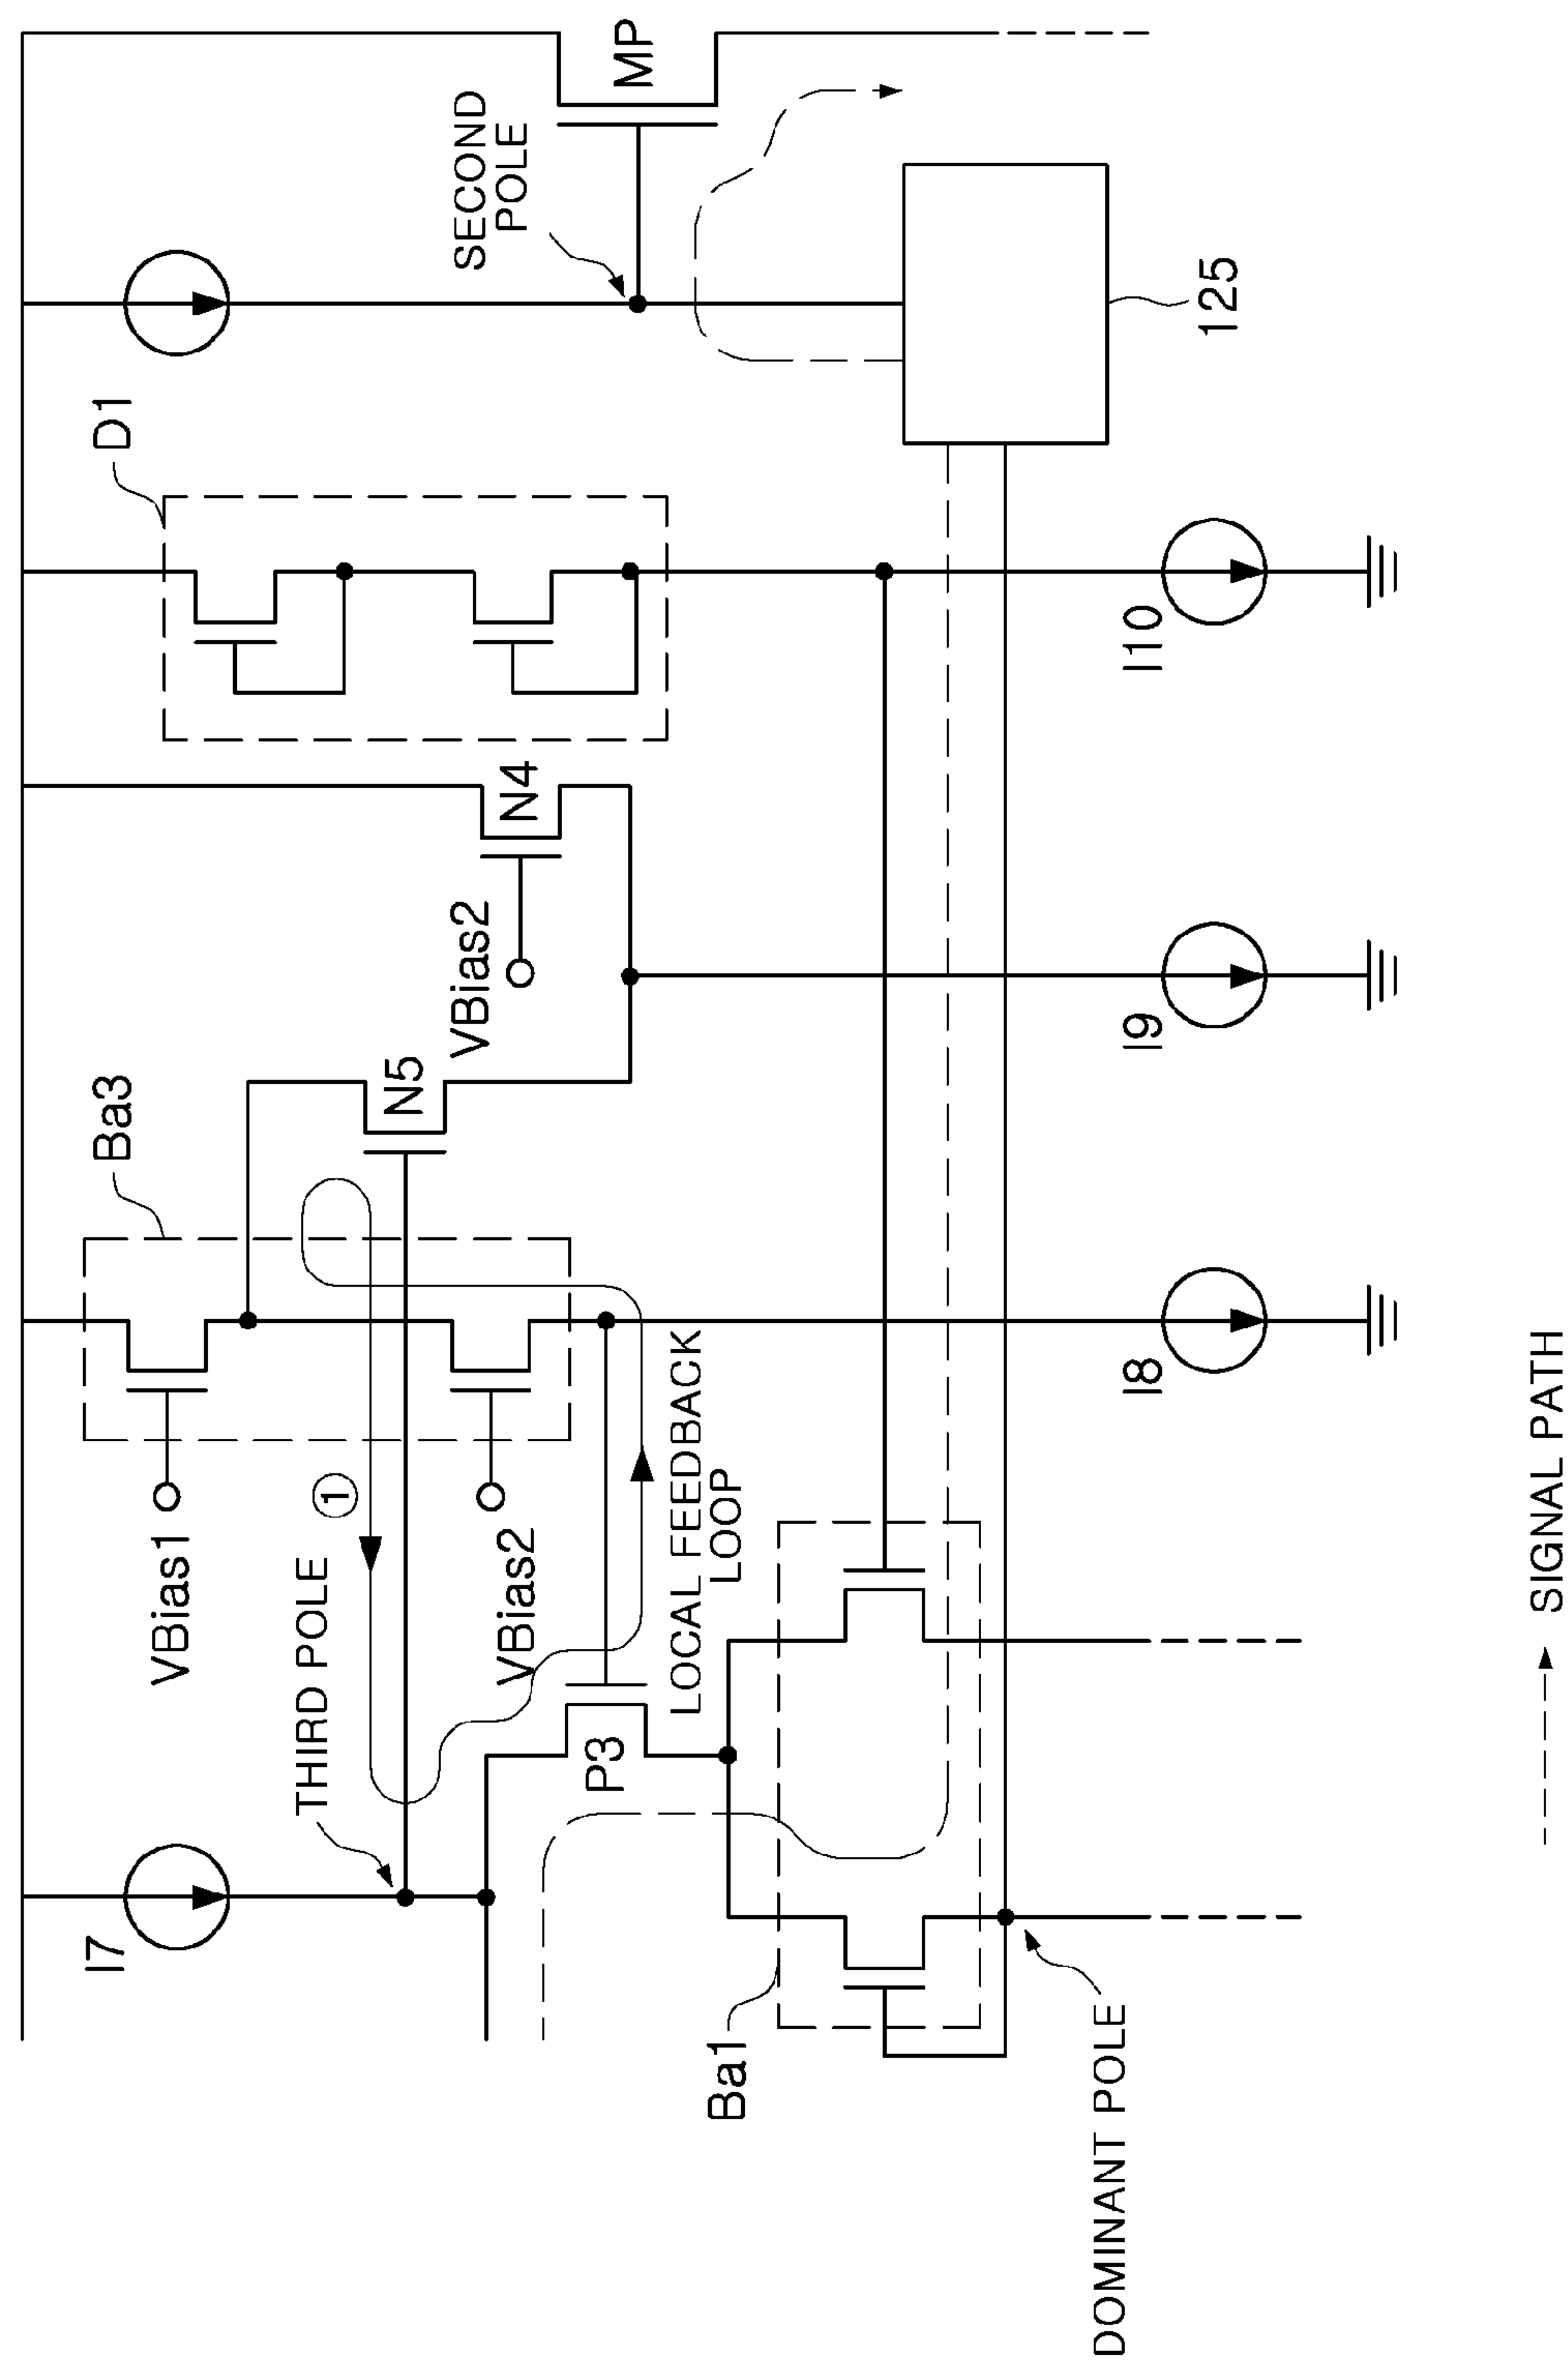 SECOND
POLE
MP
D1
125
N4
VBias2
I10
Ba3
N5
I9
VBias1
①
VBias2
THIRD POLE
LOCAL FEEDBACK
LOOP
P3
I8
I7
Ba1
DOMINANT POLE
SIGNAL PATH